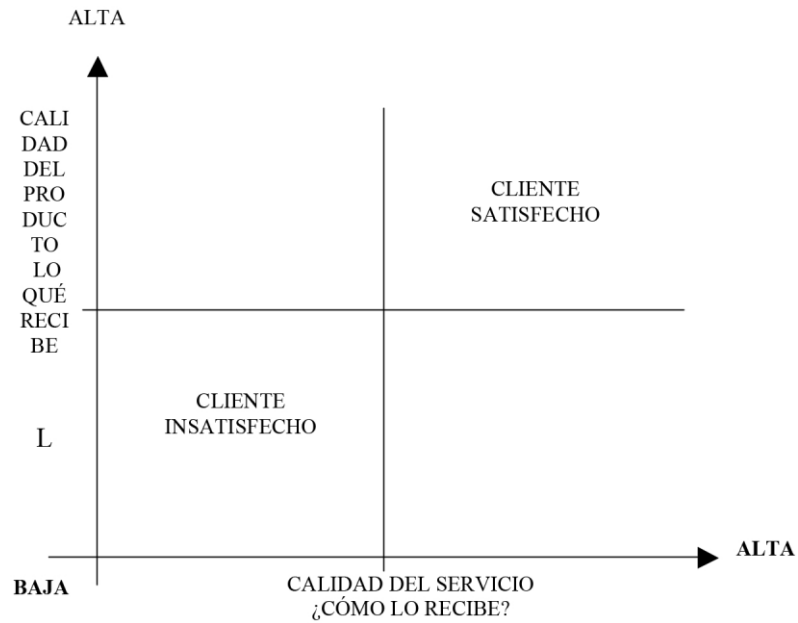 ALTA
CALI
DAD
DEL
PRO
DUC
TO
LO
QUÉ
RECI
BE
L
CLIENTE
SATISFECHO
CLIENTE
INSATISFECHO
ALTA
BAJA
CALIDAD DEL SERVICIO
¿CÓMO LO RECIBE?